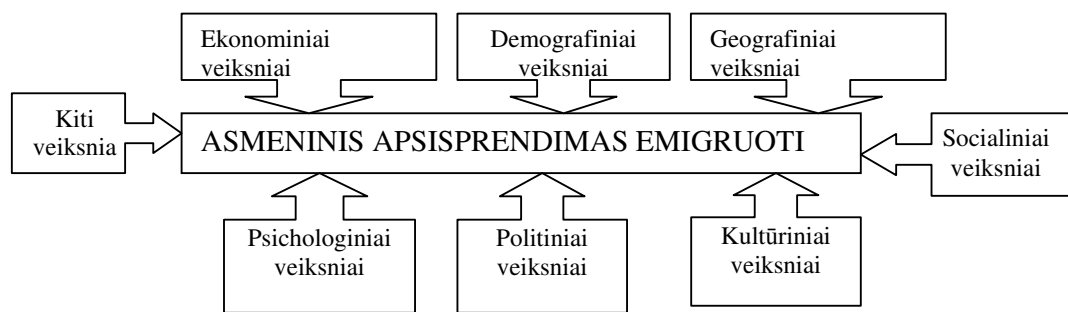 Ekonominiai
veiksniai
Demografiniai
veiksniai
Geografiniai
veiksniai
Kiti
veiksnia
ASMENINIS APSISPRENDIMAS EMIGRUOTI
Socialiniai
veiksniai
Psichologiniai
veiksniai
Politiniai
veiksniai
Kultūriniai
veiksniai